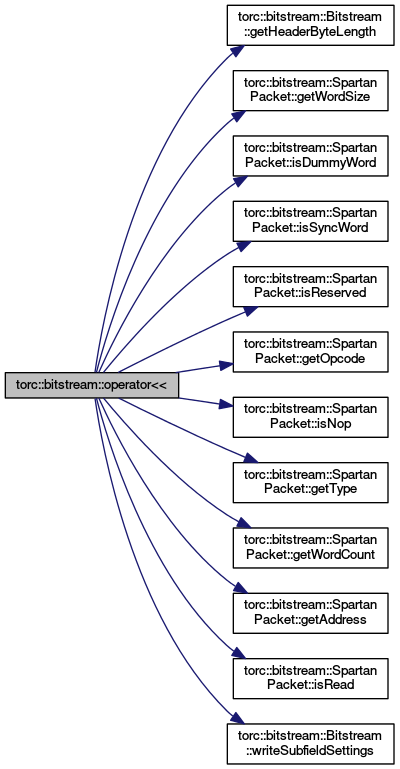 torc::bitstream::Bitstream
::getHeaderByteLength
torc::bitstream::Spartan
Packet::getWordSize
torc::bitstream::Spartan
Packet::isDummyWord
torc::bitstream::Spartan
Packet::isSyncWord
torc::bitstream::Spartan
Packet::isReserved
torc::bitstream::Spartan
Packet::getOpcode
torc::bitstream::operator<<
torc::bitstream::Spartan
Packet::isNop
torc::bitstream::Spartan
Packet::getType
torc::bitstream::Spartan
Packet::getWordCount
torc::bitstream::Spartan
Packet::getAddress
torc::bitstream::Spartan
Packet::isRead
torc::bitstream::Bitstream
::writeSubfieldSettings